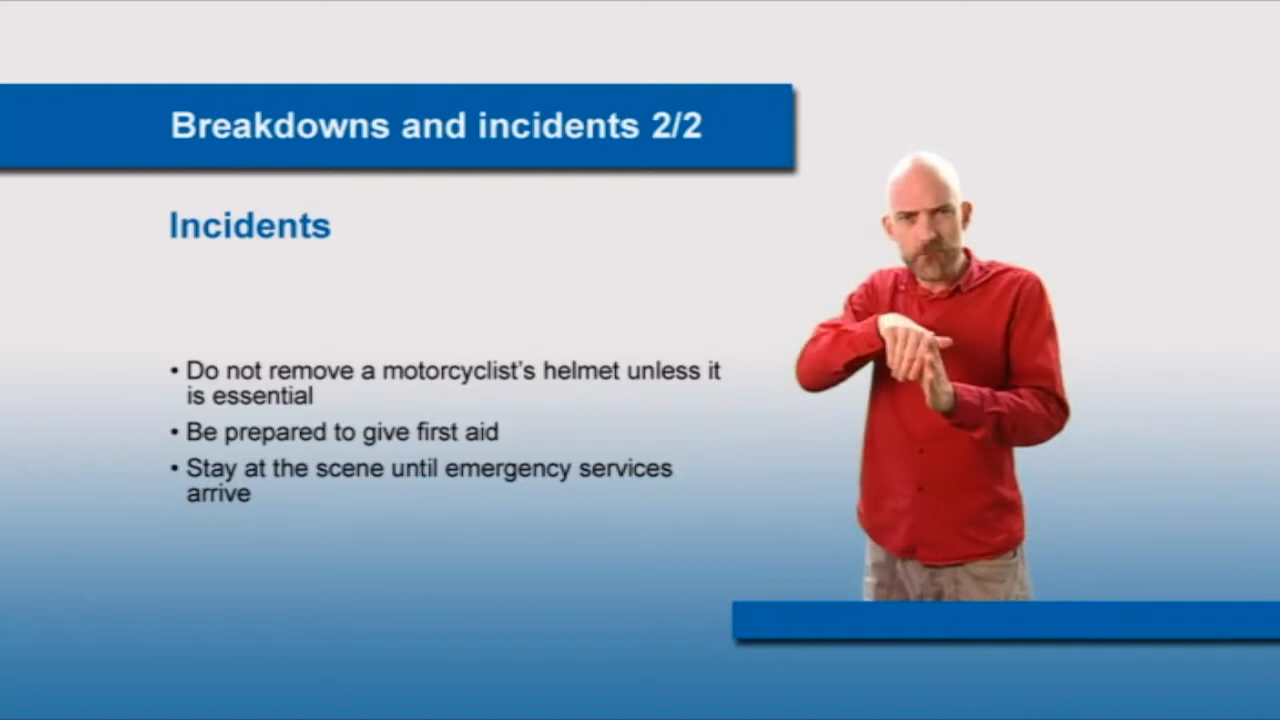 Breakdowns and incidents 2/2
Incidents
• Do not remove a motorcyclist's helmet unless it
is essential
• Be prepared to give first aid
• Stay at the scene until emergency services
arrive